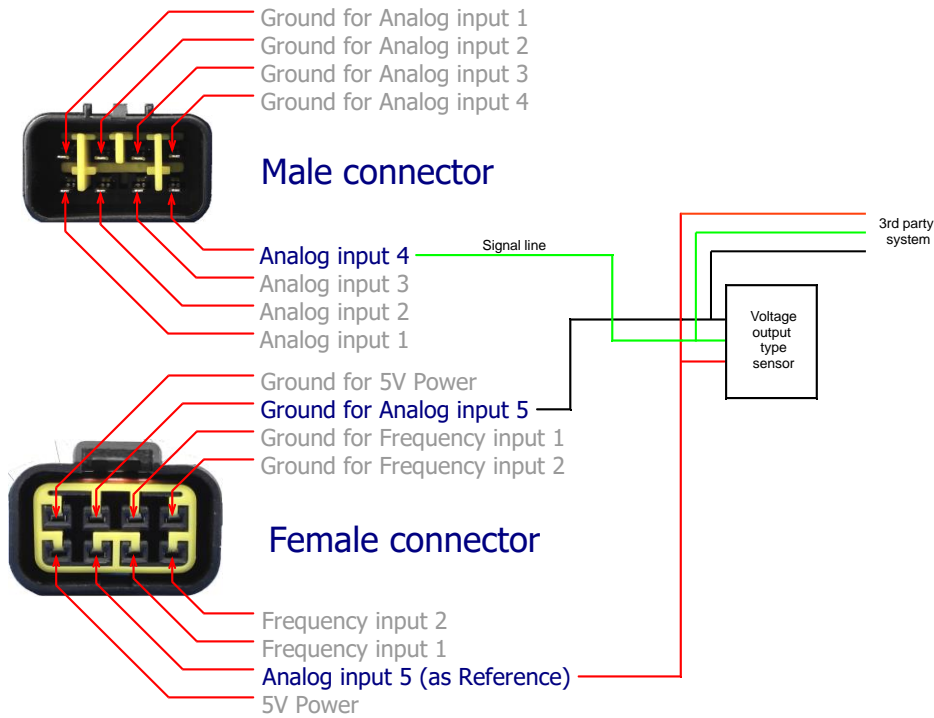 Ground for Analog input 1
Ground for Analog input 2
Ground for Analog input 3
Ground for Analog input 4
Male connector
Analog input 4
Signal line
3rd party
system
Analog input 3
Analog input 2
Analog input 1
Voltage
output
type
sensor
Ground for 5V Power
Ground for Analog input 5
Ground for Frequency input 1
Ground for Frequency input 2
Female connector
Frequency input 2
Frequency input 1
Analog input 5 (as Reference)
5V Power